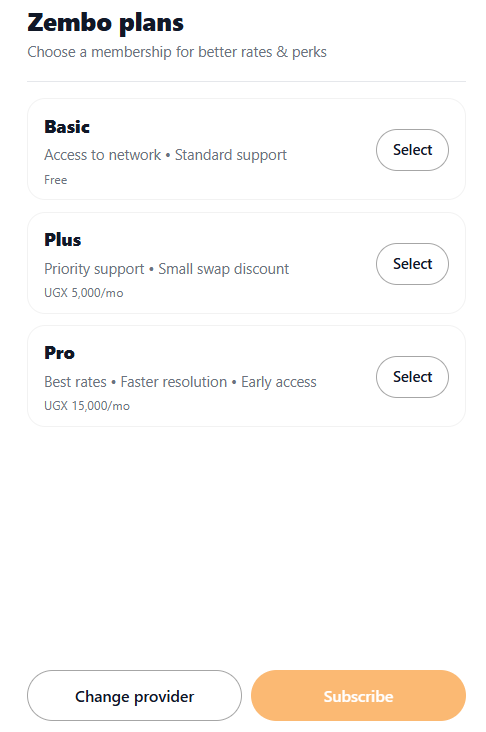 Zembo plans
Choose a membership for better rates & perks
Basic
Access to network • Standard support
Free
Select
Plus
Priority support • Small swap discount
UGX 5,000/mo
Select
Pro
Best rates • Faster resolution • Early access
UGX 15,000/mo
Select
Change provider
Subscribe